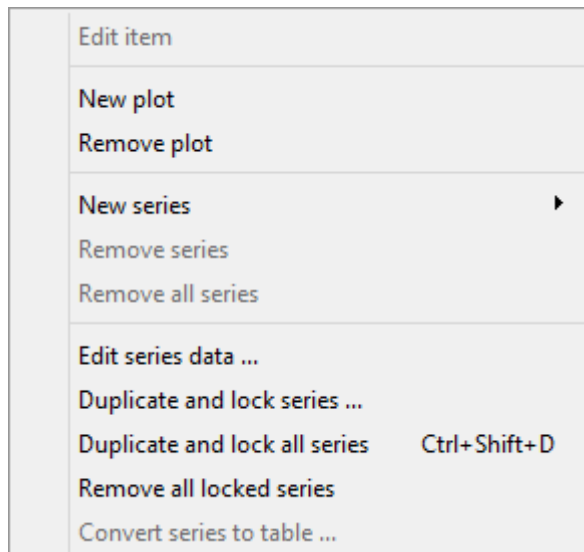 Edit item
New plot
Remove plot
New series
Remove series
Remove all series
Edit series data ...
Duplicate and lock series ...
Duplicate and lock all series Ctrl+Shift+D
Remove all locked series
Convert series to table ...